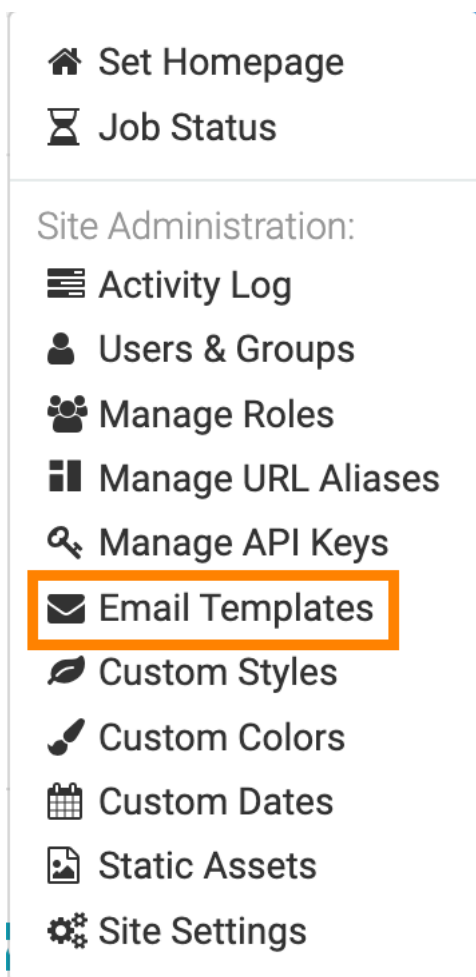 Set Homepage
Job Status
Site Administration:
Activity Log
Users & Groups
Manage Roles
Manage URL Aliases
Manage API Keys
Email Templates
Custom Styles
Custom Colors
Custom Dates
Static Assets
Site Settings